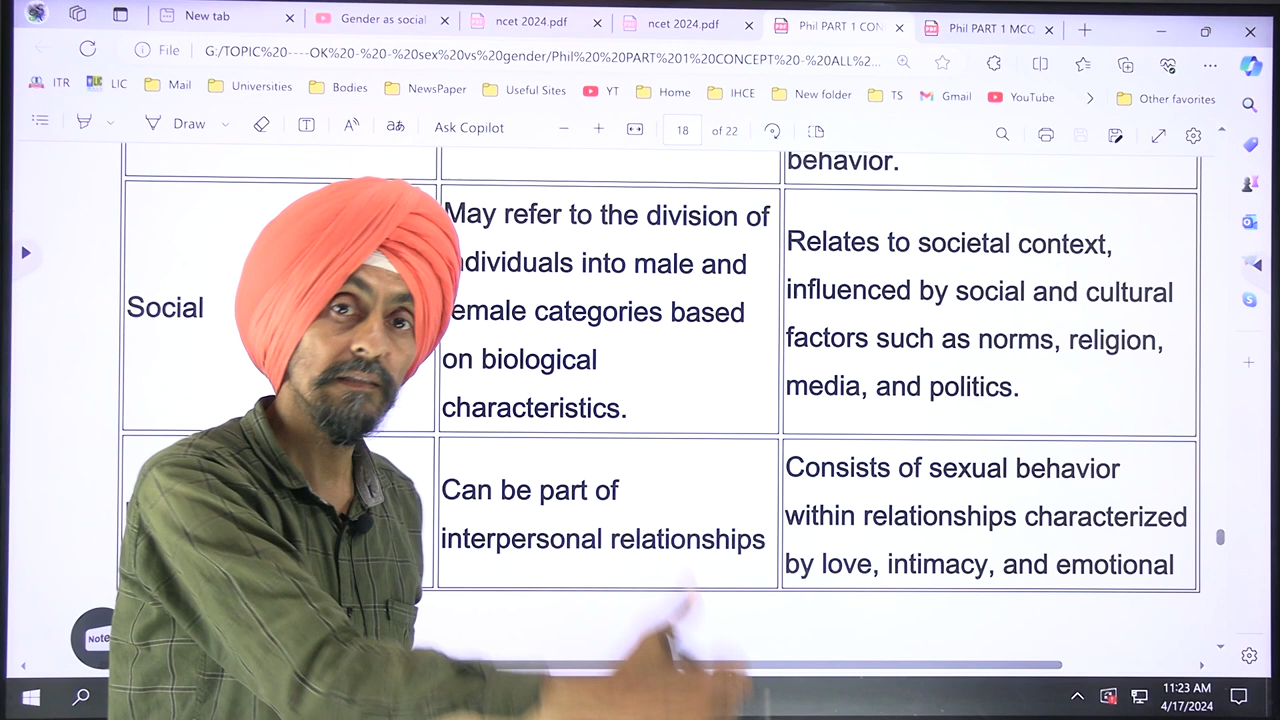 New tab
Gender as social
ncet 2024.pdf
ncet 2024.pdf
Phil PART 1 CON
Phil PART 1 MCQ
File
G:/TOPIC%20----OK%20-%20-%20sex%20vs%20gender/Phil%20%20PART%201%20CONCEPT%20-%20ALL%2...
ITR
LIC
Mail
Universities
Bodies
NewsPaper
Useful Sites
YT
Home
IHCE
New folder
TS
Gmail
YouTube
Other favorites
Draw
aあ
Ask Copilot
18
of 22
behavior.
Social
May refer to the division of
dividuals into male and
emale categories based
on biological
characteristics.
Relates to societal context,
influenced by social and cultural
factors such as norms, religion,
media, and politics.
Can be part of
interpersonal relationships
Consists of sexual behavior
within relationships characterized
by love, intimacy, and emotional
Note
11:23 AM
4/17/2024